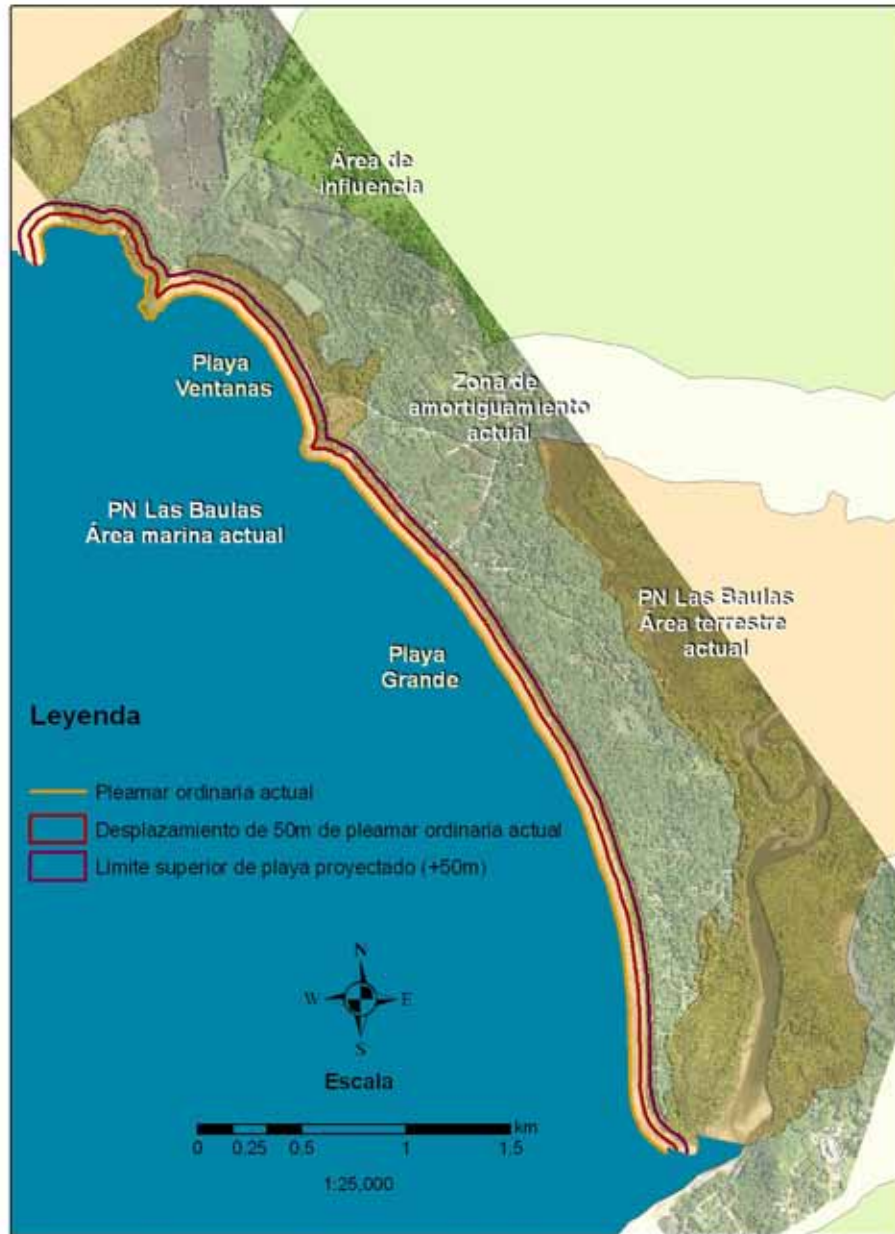 Área de
influencia
Playa
Ventanas
Zona de
amortiguamiento
actual
PN Las Baulas
Área marina actual
PN Las Baulas
Área terrestre
actual
Playa
Grande
Leyenda
Pleamar ordinaria actual
Desplazamiento de 50m de pleamar ordinaria actual
Límite superior de playa proyectado (+50m)
N
W E
S
Escala
km
0 0.25 0.5 1 1.5
1:25,000